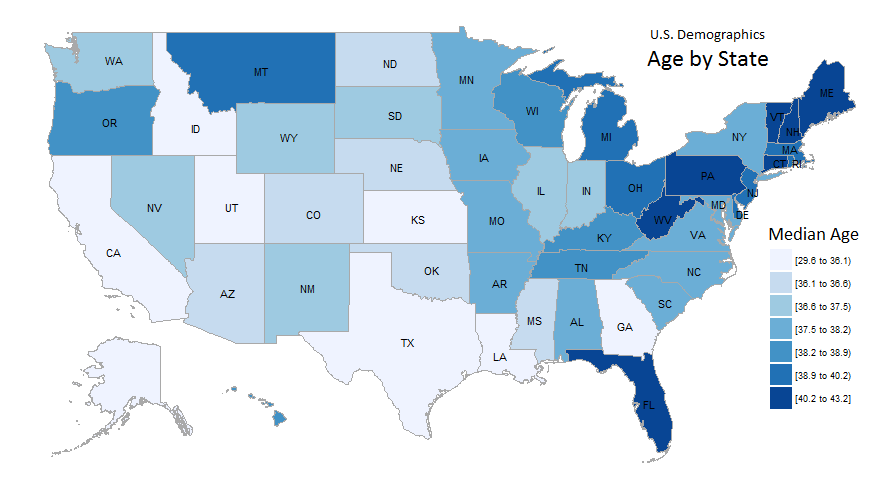 U.S. Demographics
Age by State
WA
MT
ND
MN
ME
OR
ID
WY
SD
WI
MI
NY
VT
NH
MA
CT
RI
NV
UT
CO
NE
IA
IL
IN
OH
PA
NJ
CA
KS
MO
KY
WV
VA
MD
DE
AZ
NM
OK
AR
TN
NC
SC
TX
LA
MS
AL
GA
FL
Median Age
[29.6 to 36.1)
[36.1 to 36.6)
[36.6 to 37.5)
[37.5 to 38.2)
[38.2 to 38.9)
[38.9 to 40.2)
[40.2 to 43.2]